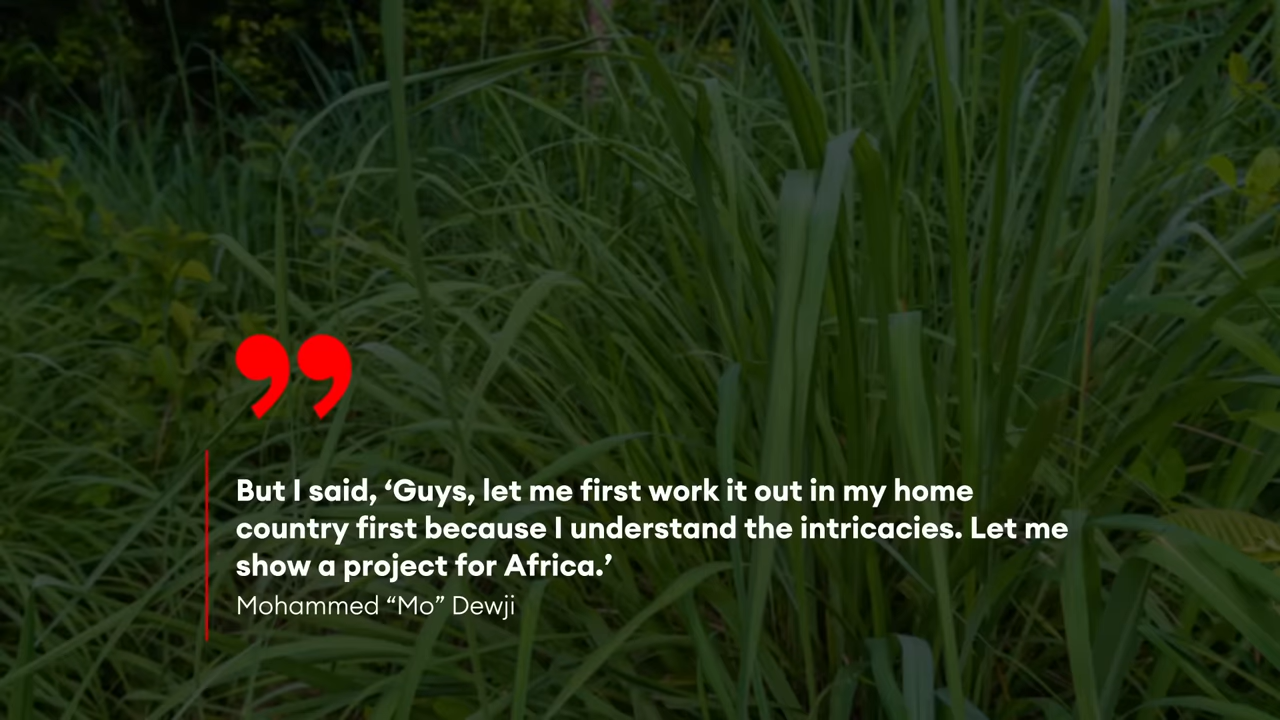 ”
But I said, ‘Guys, let me first work it out in my home
country first because I understand the intricacies. Let me
show a project for Africa.’
Mohammed “Mo” Dewji